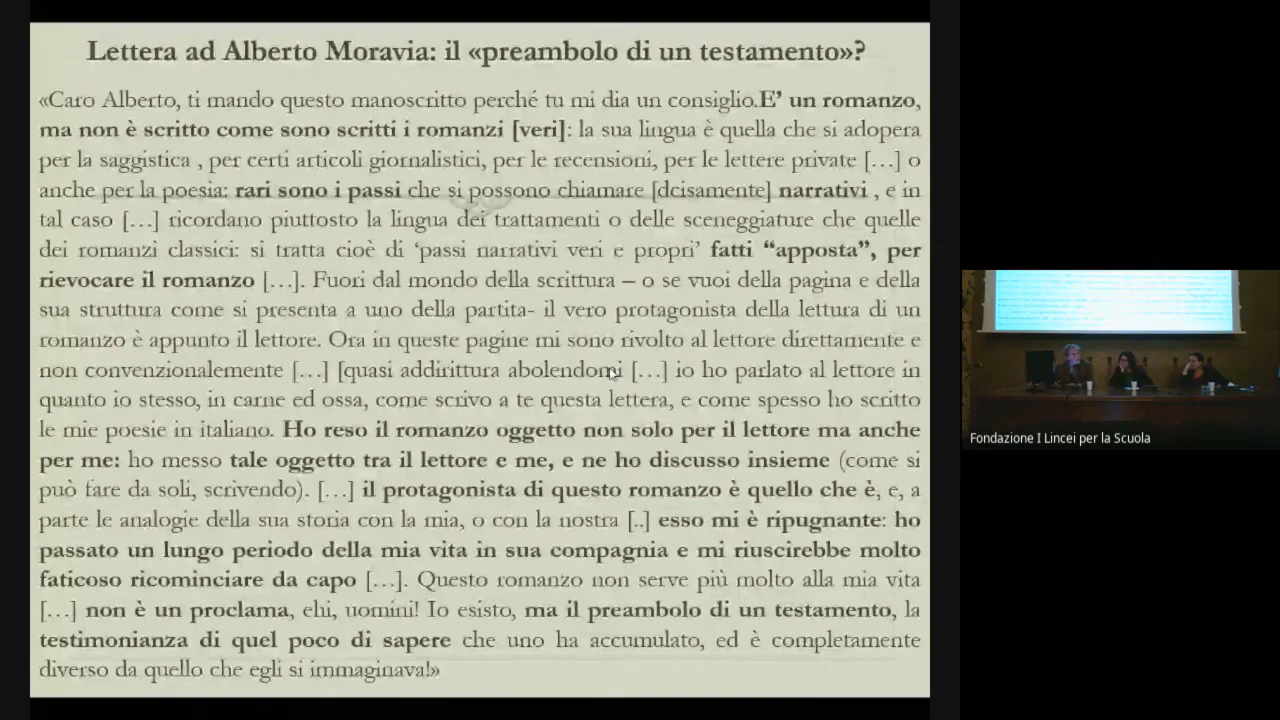 Lettera ad Alberto Moravia: il «preambolo di un testamento»?
«Caro Alberto, ti mando questo manoscritto perché tu mi dia un consiglio.E’ un romanzo,
ma non è scritto come sono scritti i romanzi [veri]: la sua lingua è quella che si adopera
per la saggistica , per certi articoli giornalistici, per le recensioni, per le lettere private […] o
anche per la poesia: rari sono i passi che si possono chiamare [dcisamente] narrativi , e in
tal caso […] ricordano piuttosto la lingua dei trattamenti o delle sceneggiature che quelle
dei romanzi classici: si tratta cioè di ‘passi narrativi veri e propri’ fatti “apposta”, per
rievocare il romanzo […]. Fuori dal mondo della scrittura – o se vuoi della pagina e della
sua struttura come si presenta a uno della partita- il vero protagonista della lettura di un
romanzo è appunto il lettore. Ora in queste pagine mi sono rivolto al lettore direttamente e
non convenzionalmente […] [quasi addirittura abolendomi […] io ho parlato al lettore in
quanto io stesso, in carne ed ossa, come scrivo a te questa lettera, e come spesso ho scritto
le mie poesie in italiano. Ho reso il romanzo oggetto non solo per il lettore ma anche
per me: ho messo tale oggetto tra il lettore e me, e ne ho discusso insieme (come si
può fare da soli, scrivendo). […] il protagonista di questo romanzo è quello che è, e, a
parte le analogie della sua storia con la mia, o con la nostra [..] esso mi è ripugnante: ho
passato un lungo periodo della mia vita in sua compagnia e mi riuscirebbe molto
faticoso ricominciare da capo […]. Questo romanzo non serve più molto alla mia vita
[…] non è un proclama, ehi, uomini! Io esisto, ma il preambolo di un testamento, la
testimonianza di quel poco di sapere che uno ha accumulato, ed è completamente
diverso da quello che egli si immaginava!»
Fondazione I Lincei per la Scuola